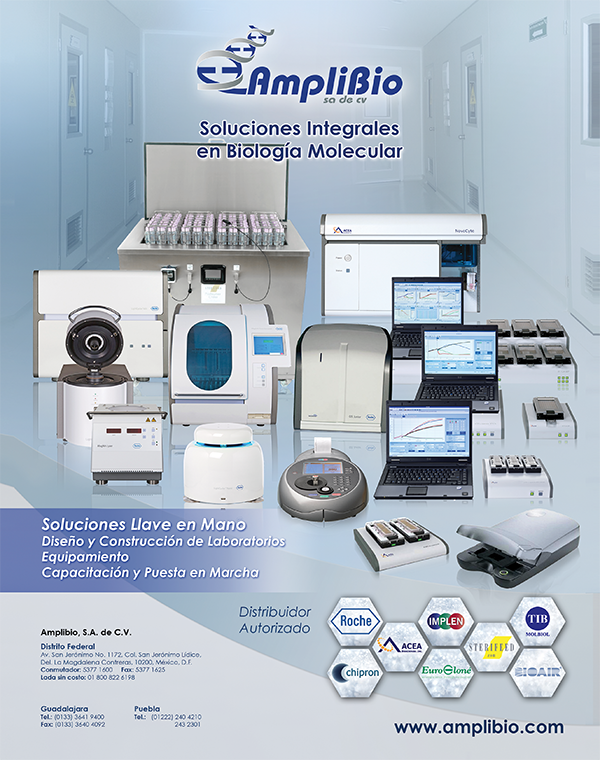 AmpliBio
sa de cv
Soluciones Integrales
en Biología Molecular
ACEA
NovoCyte
Roche
Soluciones Llave en Mano
Diseño y Construcción de Laboratorios
Equipamiento
Capacitación y Puesta en Marcha
ACEA
Distribuidor
Autorizado
Roche
IMPLEN
TIB
MOLBIOL
ACEA
STERIFEED
chipron
EuroClone
BIOAIR
Amplibio, S.A. de C.V.
Distrito Federal
Av. San Jerónimo No. 1172, Col. San Jerónimo Lídice,
Del. La Magdalena Contreras, 10200, México, D.F.
Conmutador: 5377 1600 Fax: 5377 1625
Lada sin costo: 01 800 822 6198
Guadalajara
Tel.: (0133) 3641 9400
Fax: (0133) 3640 4092
Puebla
Tel.: (01222) 240 4210
243 2301
www.amplibio.com